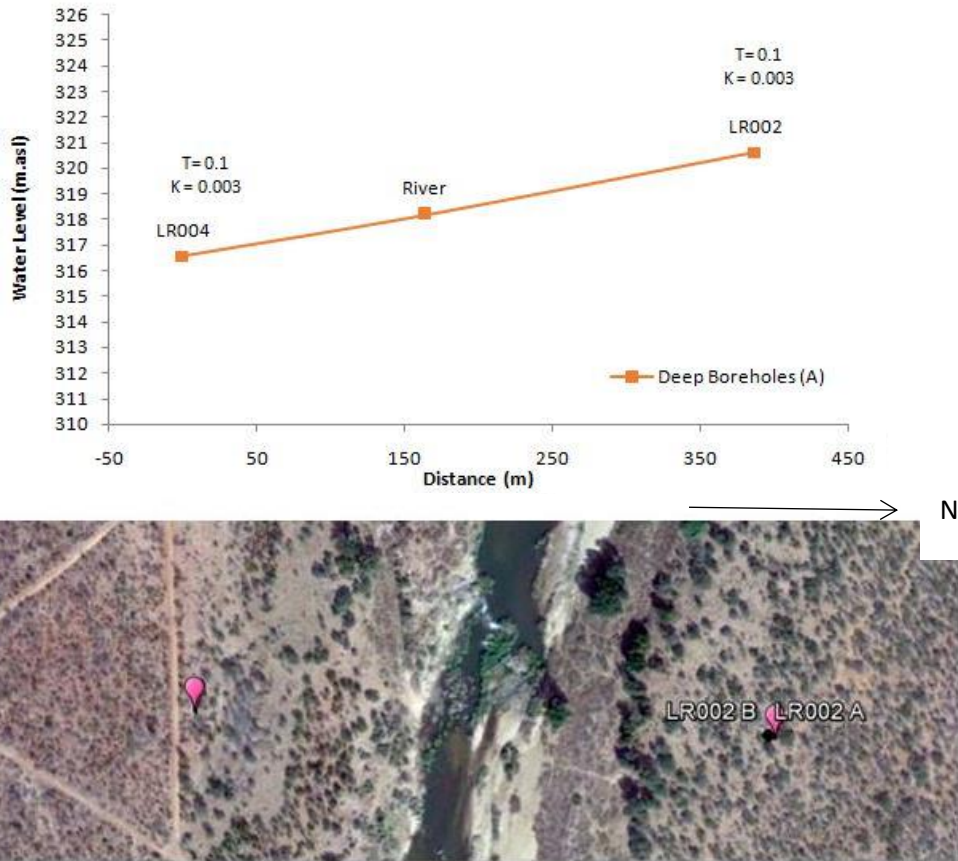 326
325
324
323
322
321
320
319
318
317
316
315
314
313
312
311
310
Water Level (m.asl)
T= 0.1
K = 0.003
LR004
River
T= 0.1
K = 0.003
LR002
Deep Boreholes (A)
-50 50 150 250 350 450
Distance (m)
N
LR002 B LR002 A